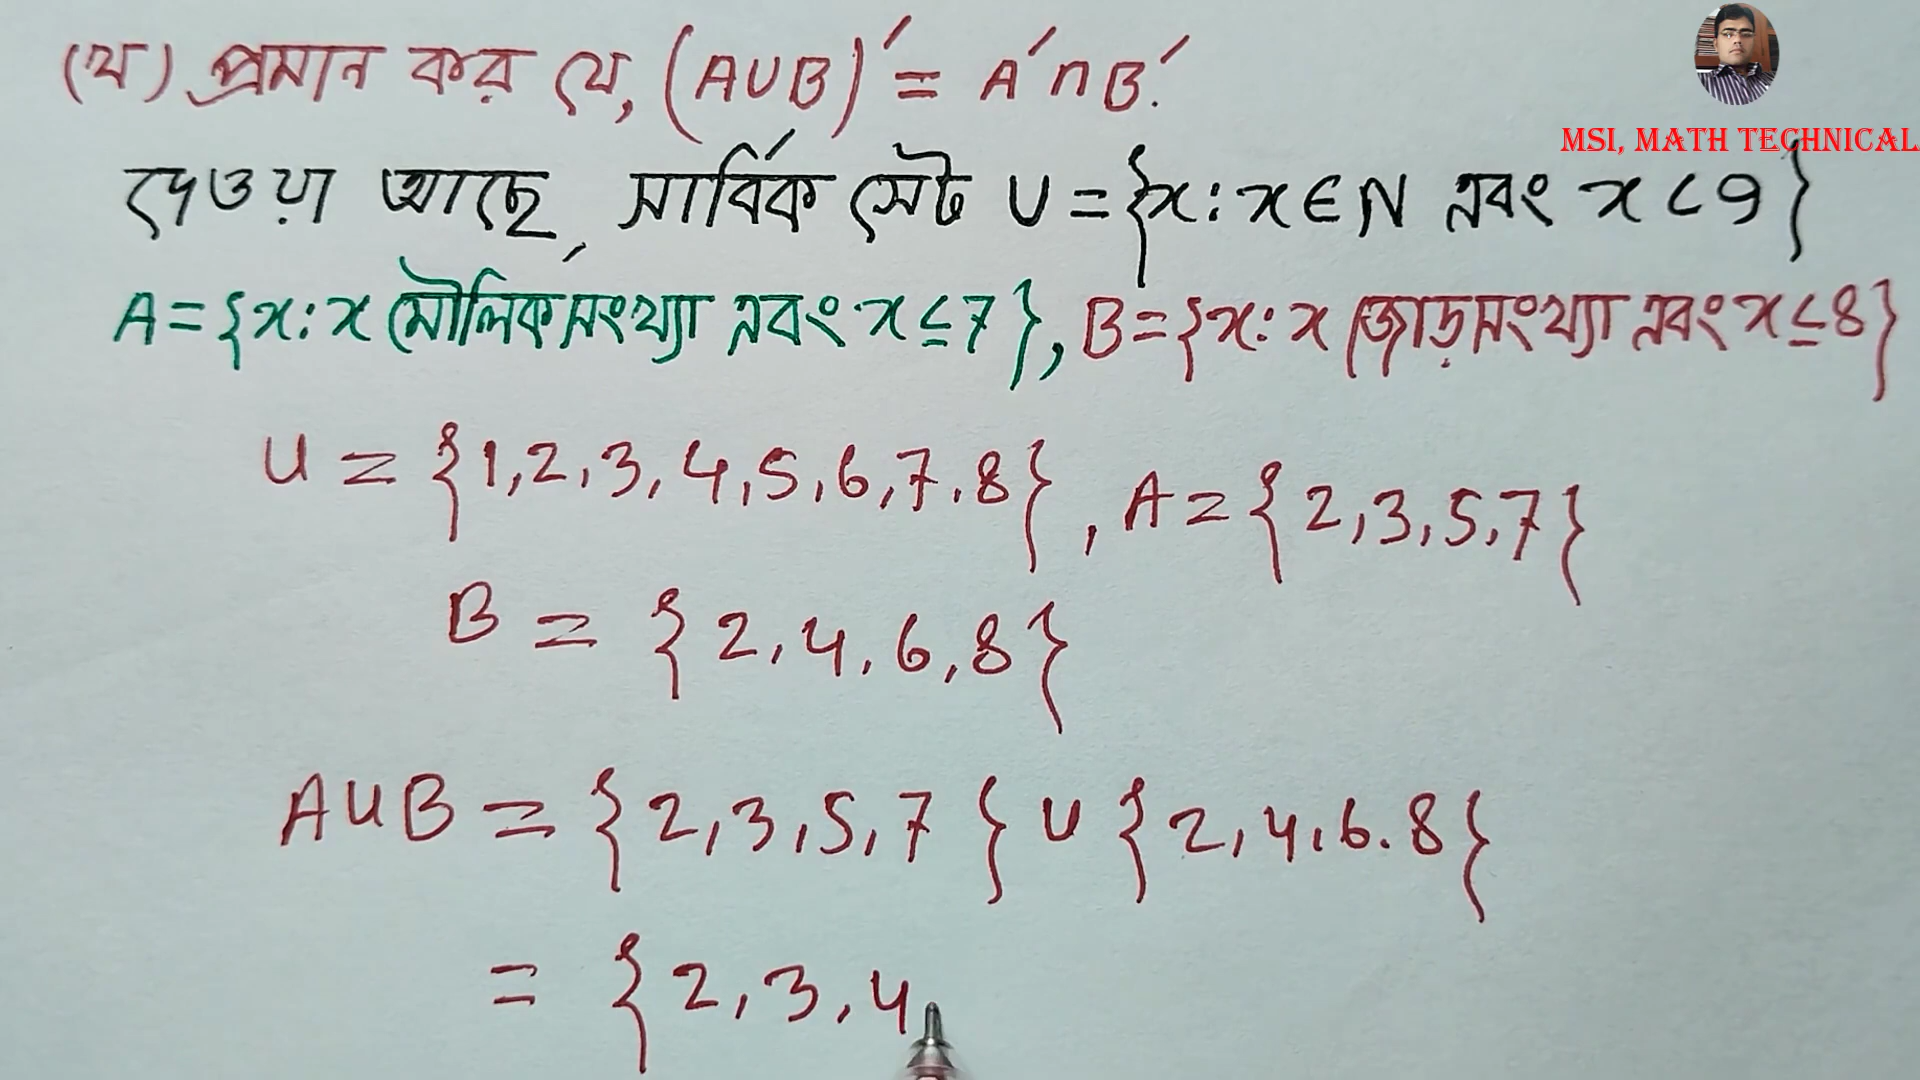 (খ) প্রমান কর যে, (A∪B)′ = A′∩B′.
MSI, MATH TECHNICAL
দেওয়া আছে, সার্বিক সেট U = {x : x ∈ N এবং x < 9}
A = {x : x মৌলিক সংখ্যা এবং x ≤ 7}, B = {x : x জোড় সংখ্যা এবং x ≤ 8}
U = {1,2,3,4,5,6,7,8}, A = {2,3,5,7}
B = {2,4,6,8}
A∪B = {2,3,5,7} ∪ {2,4,6.8}
= {2,3,4,